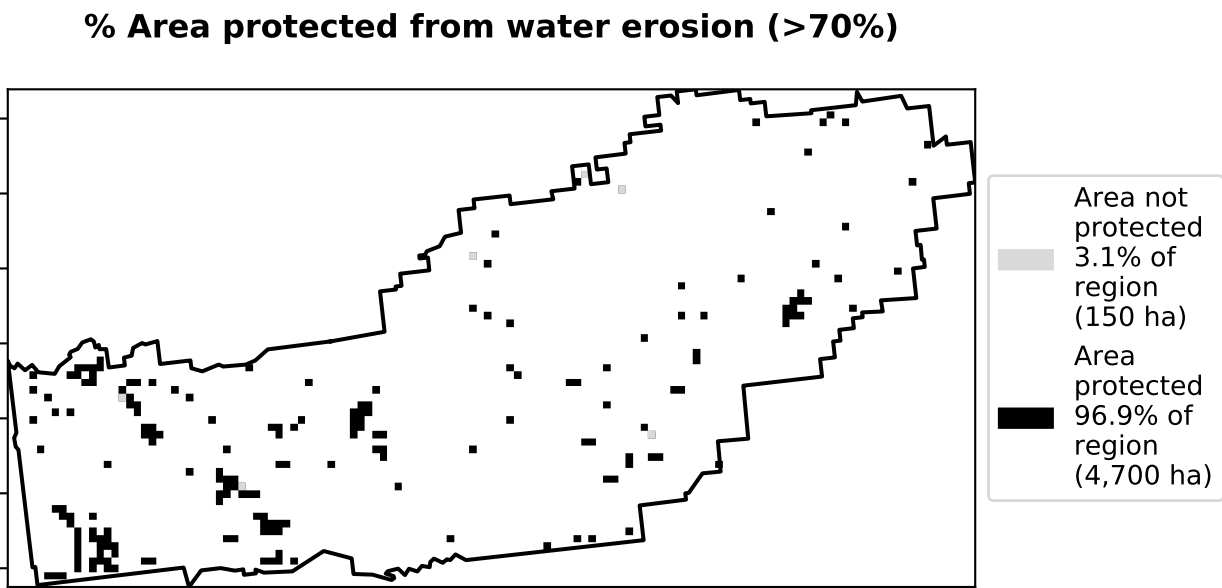 % Area protected from water erosion (>70%)
Area not
protected
3.1% of
region
(150 ha)
Area
protected
96.9% of
region
(4,700 ha)